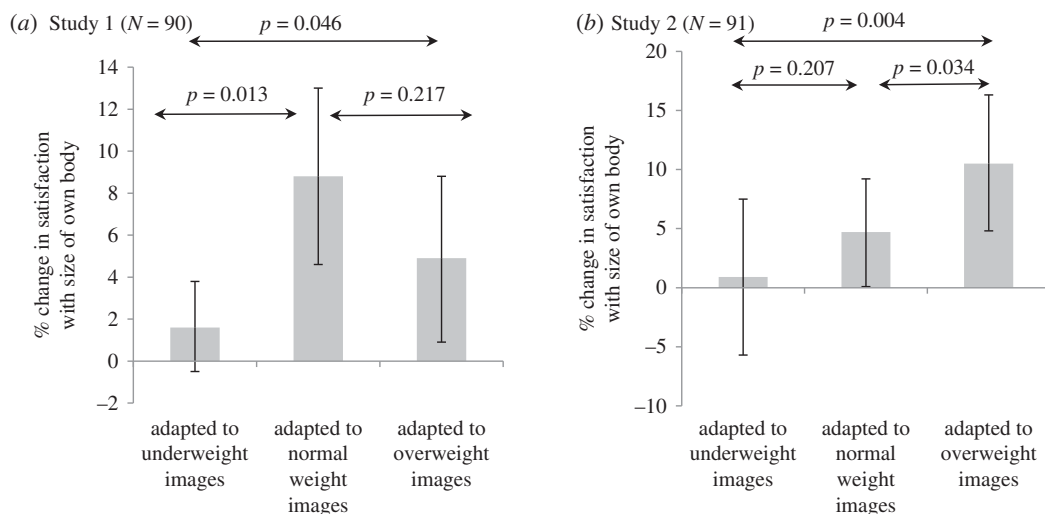 (a) Study 1 (N = 90)
p = 0.046
p = 0.013
p = 0.217
% change in satisfaction
with size of own body
14
12
10
8
6
4
2
0
–2
adapted to
underweight
images
adapted to
normal
weight
images
adapted to
overweight
images
(b) Study 2 (N = 91)
p = 0.004
p = 0.207
p = 0.034
% change in satisfaction
with size of own body
20
15
10
5
0
–5
–10
adapted to
underweight
images
adapted to
normal
weight
images
adapted to
overweight
images